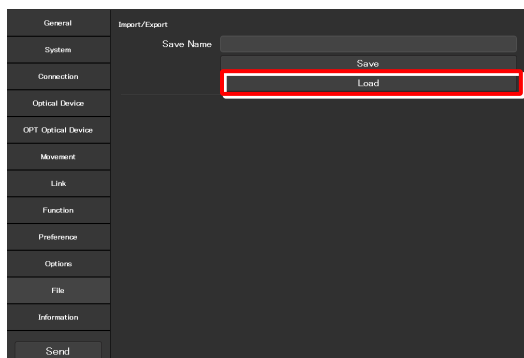 General
System
Connection
Optical Device
OPT Optical Device
Movement
Link
Function
Preference
Options
File
Information
Send
Import/Export
Save Name
Save
Load